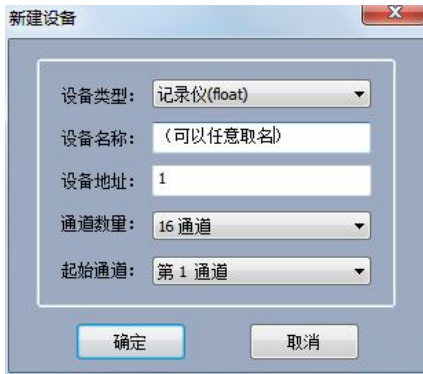 新建设备
设备类型： 记录仪(float)
设备名称： （可以任意取名）
设备地址： 1
通道数量： 16 通道
起始通道： 第 1 通道
确定 取消